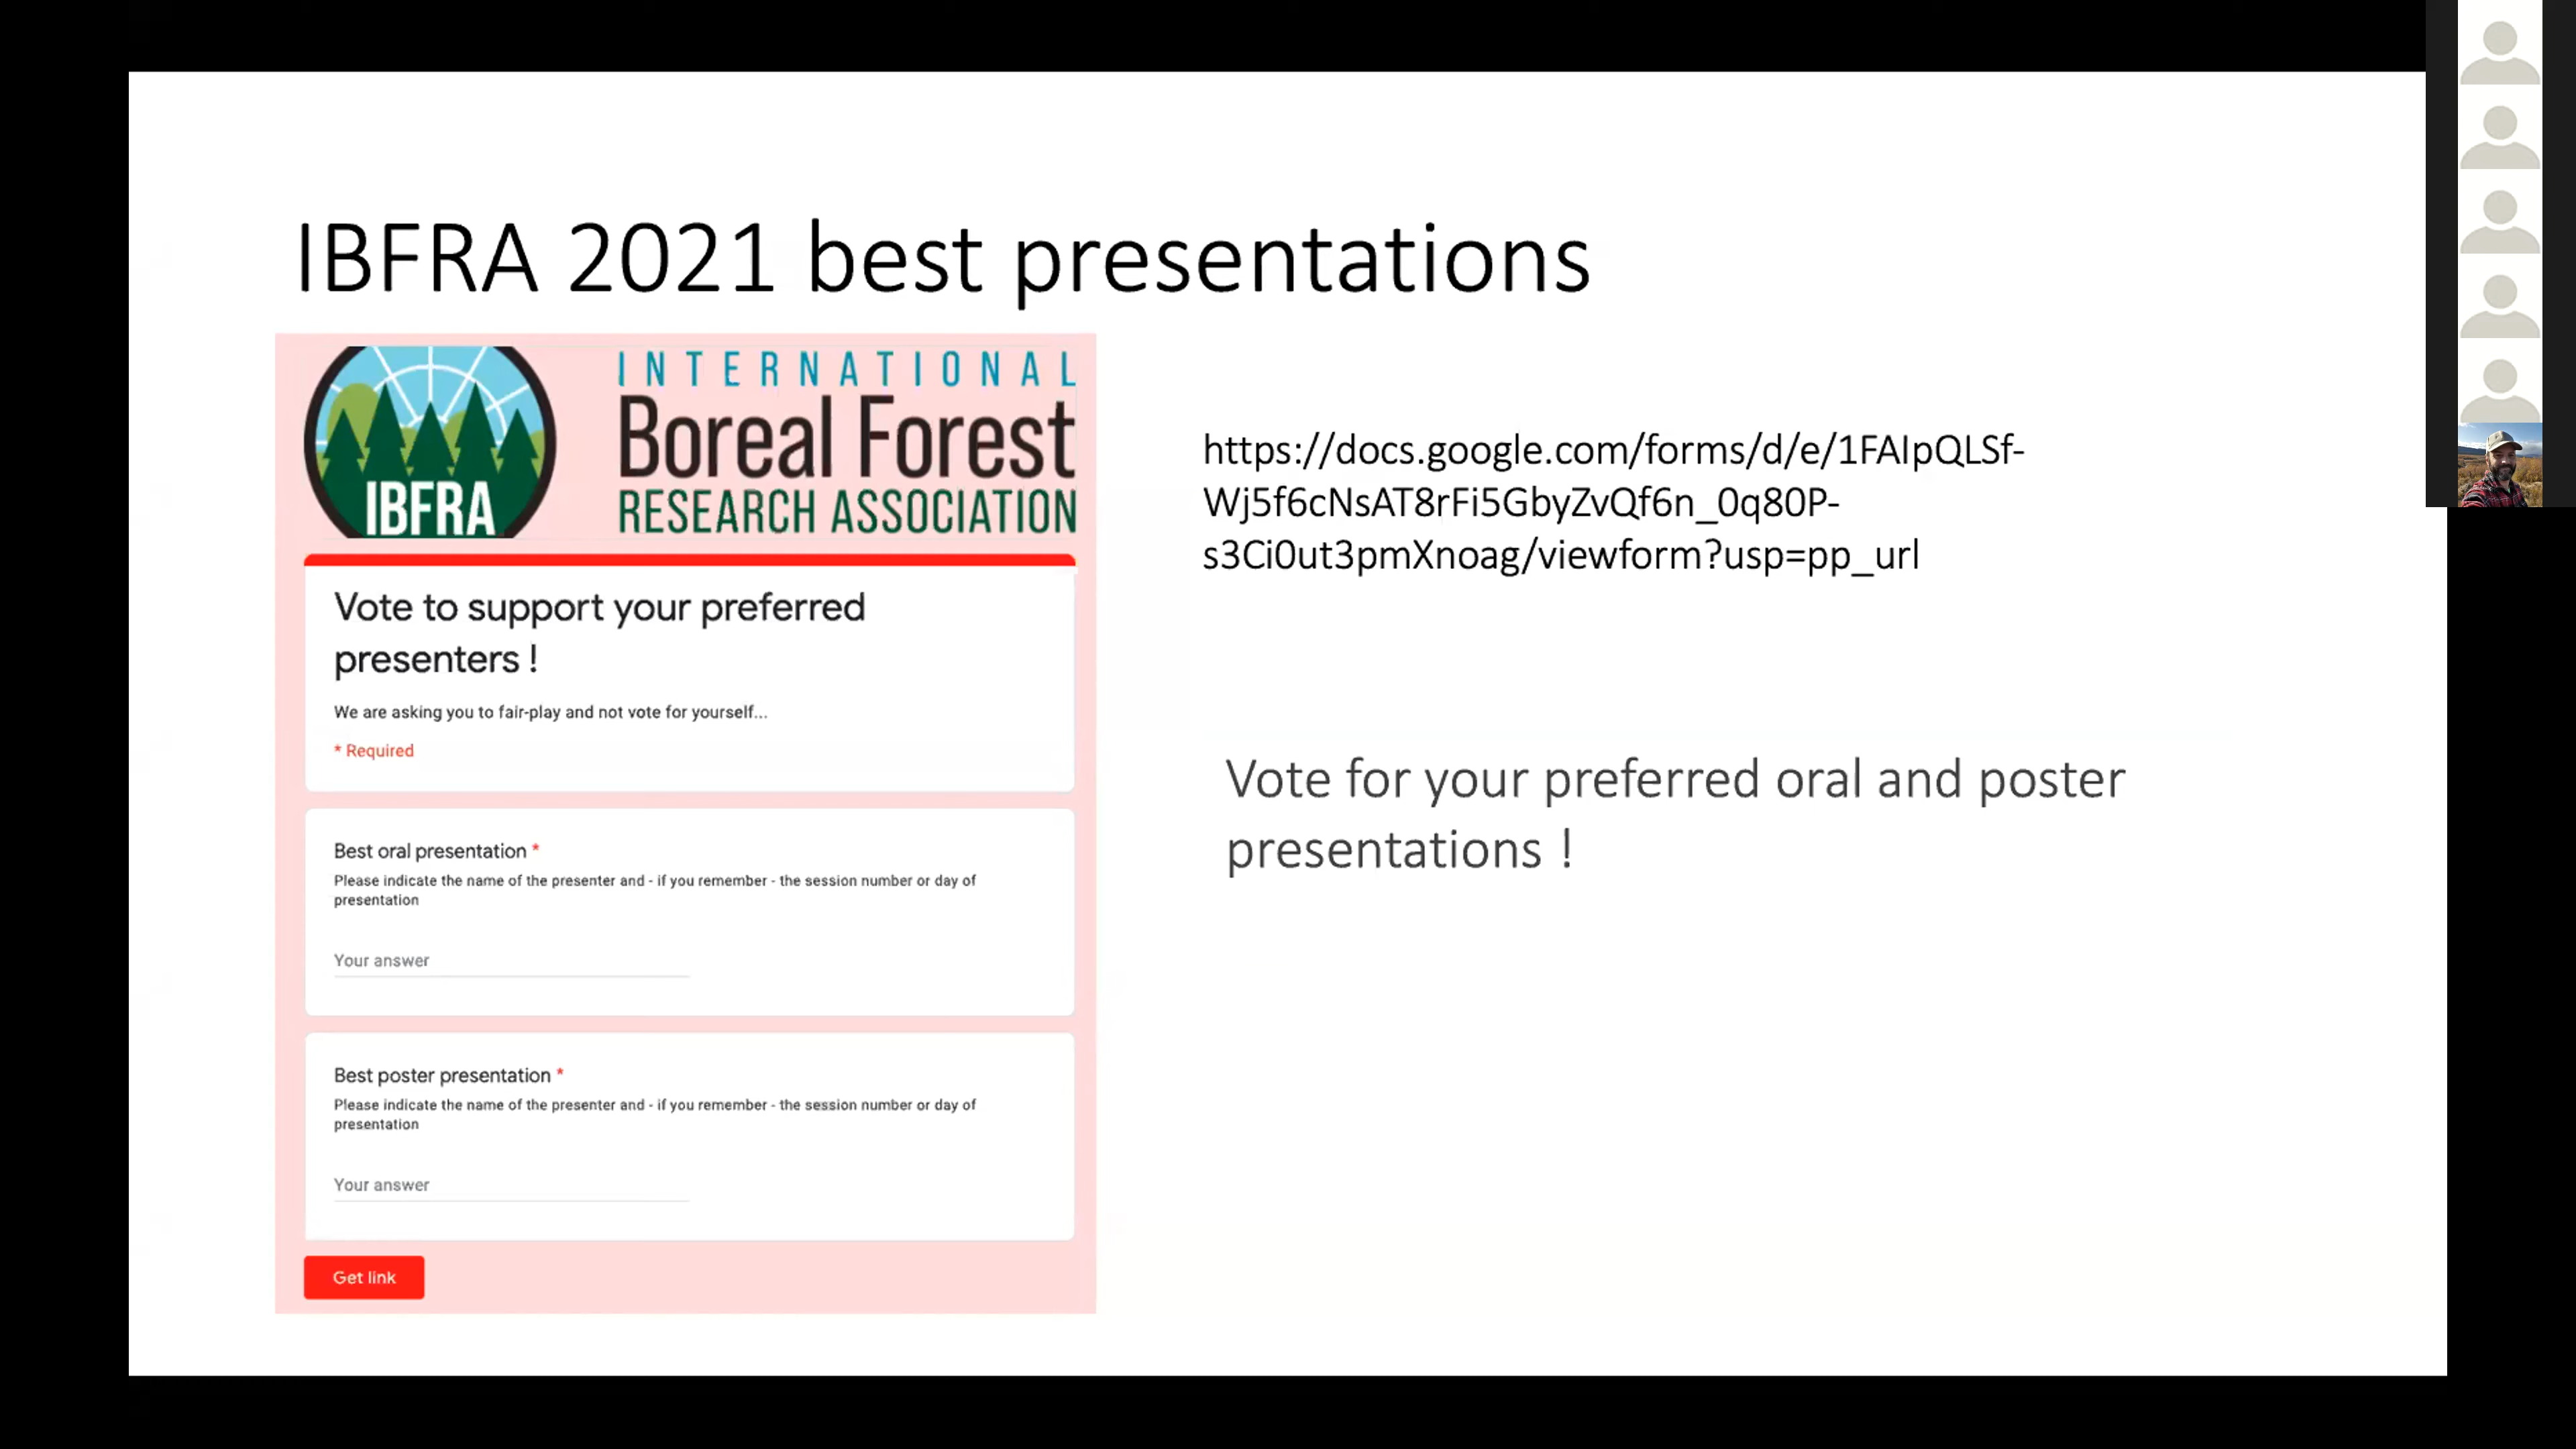 IBFRA 2021 best presentations
INTERNATIONAL
Boreal Forest
RESEARCH ASSOCIATION
IBFRA
Vote to support your preferred
presenters !
We are asking you to fair-play and not vote for yourself...
* Required
Best oral presentation *
Please indicate the name of the presenter and - if you remember - the session number or day of
presentation
Your answer
Best poster presentation *
Please indicate the name of the presenter and - if you remember - the session number or day of
presentation
Your answer
Get link
https://docs.google.com/forms/d/e/1FAIpQLSf-
Wj5f6cNsAT8rFi5GbyZvQf6n_0q80P-
s3Ci0ut3pmXnoag/viewform?usp=pp_url
Vote for your preferred oral and poster
presentations !